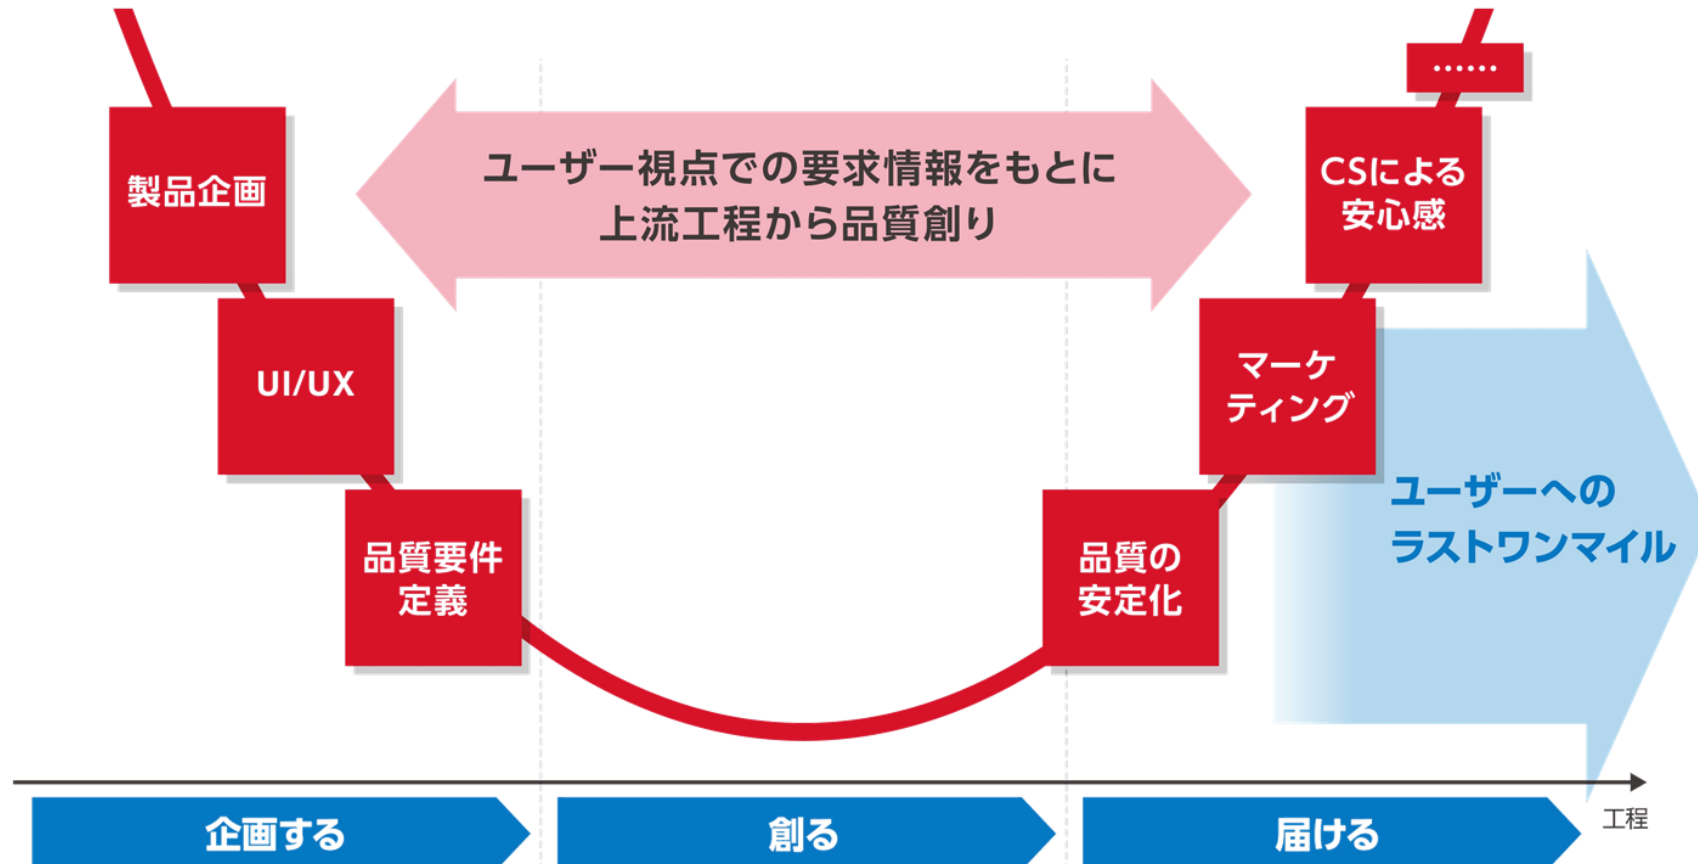 ……
製品企画
ユーザー視点での要求情報をもとに
上流工程から品質創り
CSによる
安心感
UI/UX
マーケ
ティング
ユーザーへの
ラストワンマイル
品質要件
定義
品質の
安定化
工程
企画する
創る
届ける